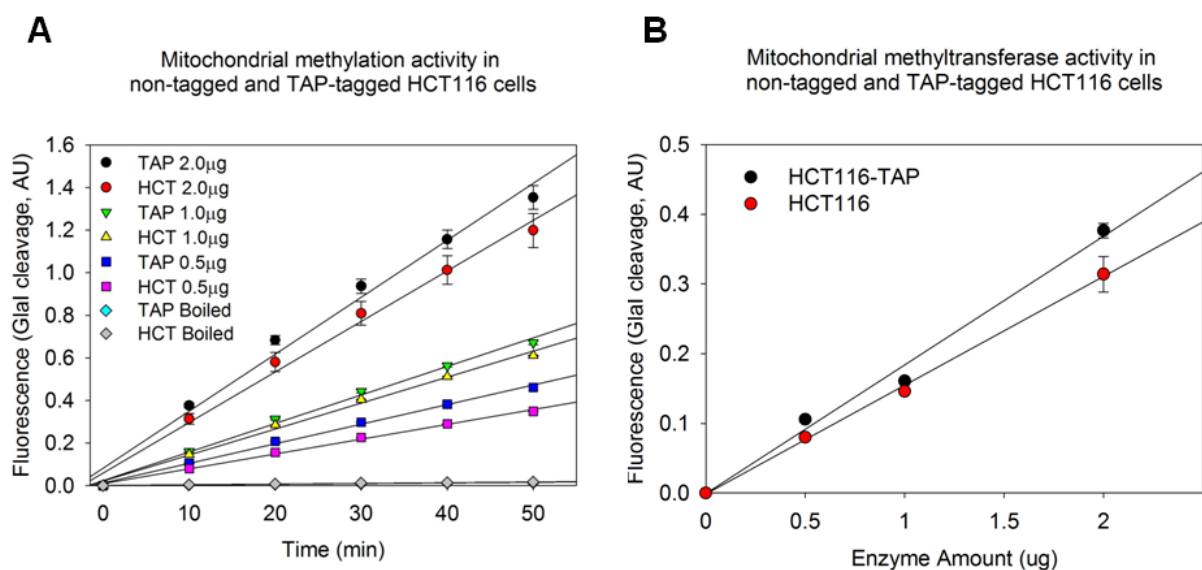 A
Mitochondrial methylation activity in
non-tagged and TAP-tagged HCT116 cells
Fluorescence (GlaI cleavage, AU)
1.6
1.4
1.2
1.0
0.8
0.6
0.4
0.2
0.0
TAP 2.0µg
HCT 2.0µg
TAP 1.0µg
HCT 1.0µg
TAP 0.5µg
HCT 0.5µg
TAP Boiled
HCT Boiled
0 10 20 30 40 50
Time (min)
B
Mitochondrial methyltransferase activity in
non-tagged and TAP-tagged HCT116 cells
Fluorescence (GlaI cleavage, AU)
0.5
0.4
0.3
0.2
0.1
0.0
HCT116-TAP
HCT116
0 0.5 1 1.5 2
Enzyme Amount (ug)